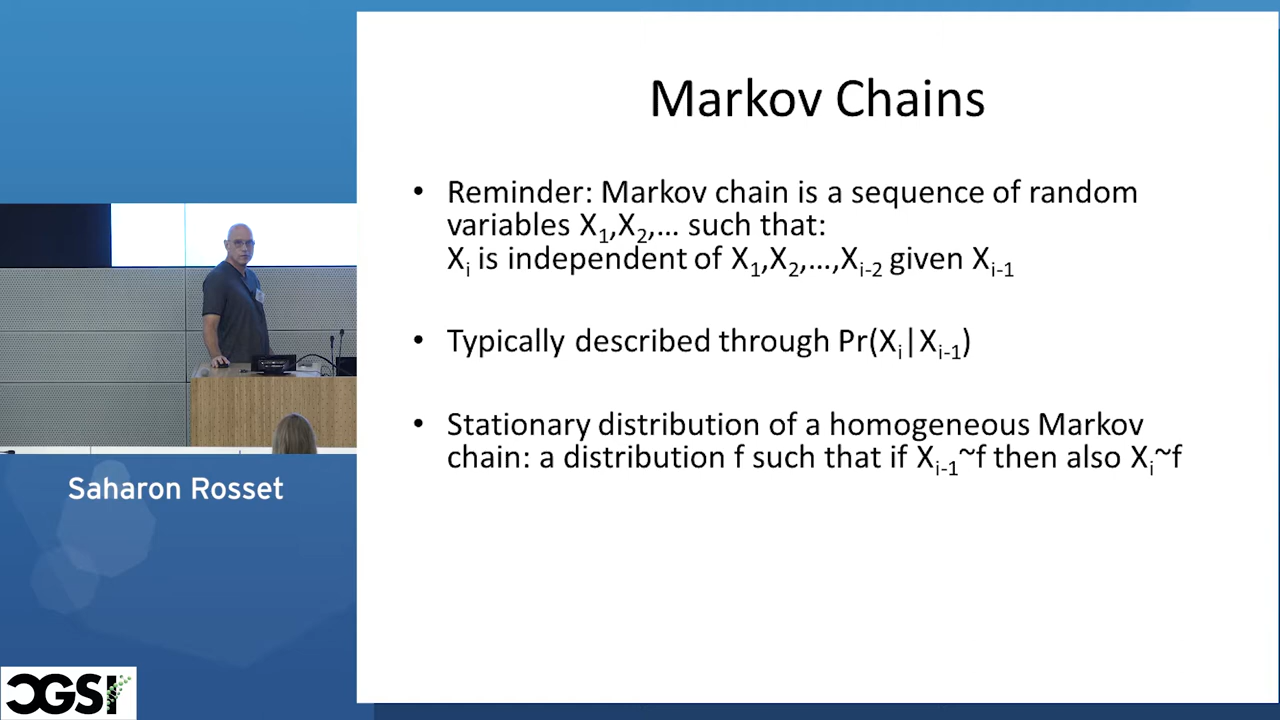 Markov Chains
• Reminder: Markov chain is a sequence of random
variables X₁,X₂,… such that:
Xᵢ is independent of X₁,X₂,…,Xᵢ₋₂ given Xᵢ₋₁
• Typically described through Pr(Xᵢ|Xᵢ₋₁)
• Stationary distribution of a homogeneous Markov
chain: a distribution f such that if Xᵢ₋₁~f then also Xᵢ~f
Saharon Rosset
CGSI